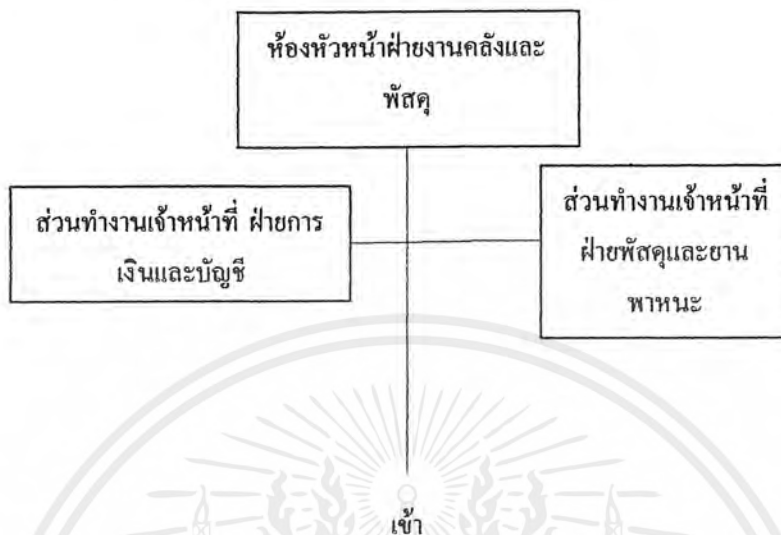 ห้องหัวหน้าฝ่ายงานคลังและ
พัสดุ
ส่วนทำงานเจ้าหน้าที่ ฝ่ายการ
เงินและบัญชี
ส่วนทำงานเจ้าหน้าที่
ฝ่ายพัสดุและยาน
พาหนะ
เข้า